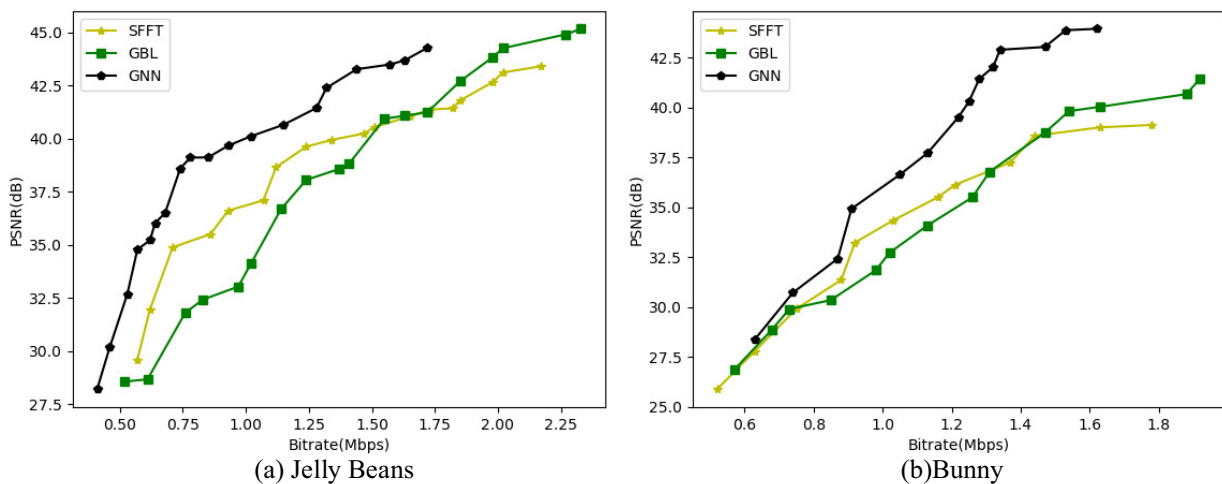 SFFT
GBL
GNN
45.0
42.5
40.0
37.5
35.0
32.5
30.0
27.5
PSNR(dB)
0.50 0.75 1.00 1.25 1.50 1.75 2.00 2.25
Bitrate(Mbps)
(a) Jelly Beans
SFFT
GBL
GNN
42.5
40.0
37.5
35.0
32.5
30.0
27.5
25.0
PSNR(dB)
0.6 0.8 1.0 1.2 1.4 1.6 1.8
Bitrate(Mbps)
(b)Bunny